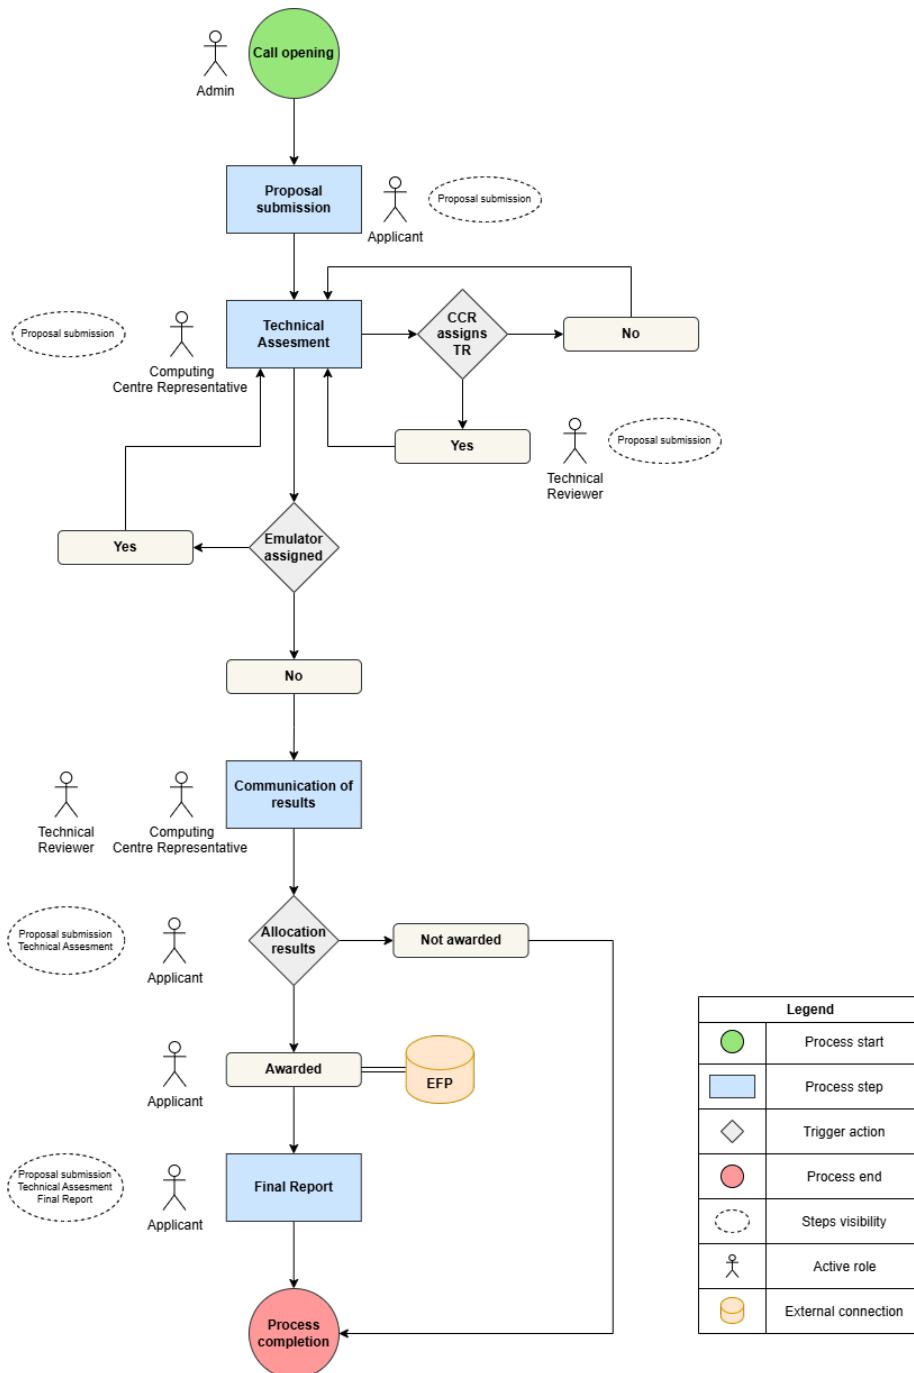 Call opening
Admin
Proposal
submission
Applicant
Proposal submission
Proposal submission
Computing
Centre Representative
Technical
Assesment
CCR
assigns
TR
No
Yes
Technical
Reviewer
Proposal submission
Yes
Emulator
assigned
No
Technical
Reviewer
Computing
Centre Representative
Communication of
results
Proposal submission
Technical Assesment
Applicant
Allocation
results
Not awarded
Applicant
Awarded
EFP
Proposal submission
Technical Assesment
Final Report
Applicant
Final Report
Process
completion
Legend
Process start
Process step
Trigger action
Process end
Steps visibility
Active role
External connection